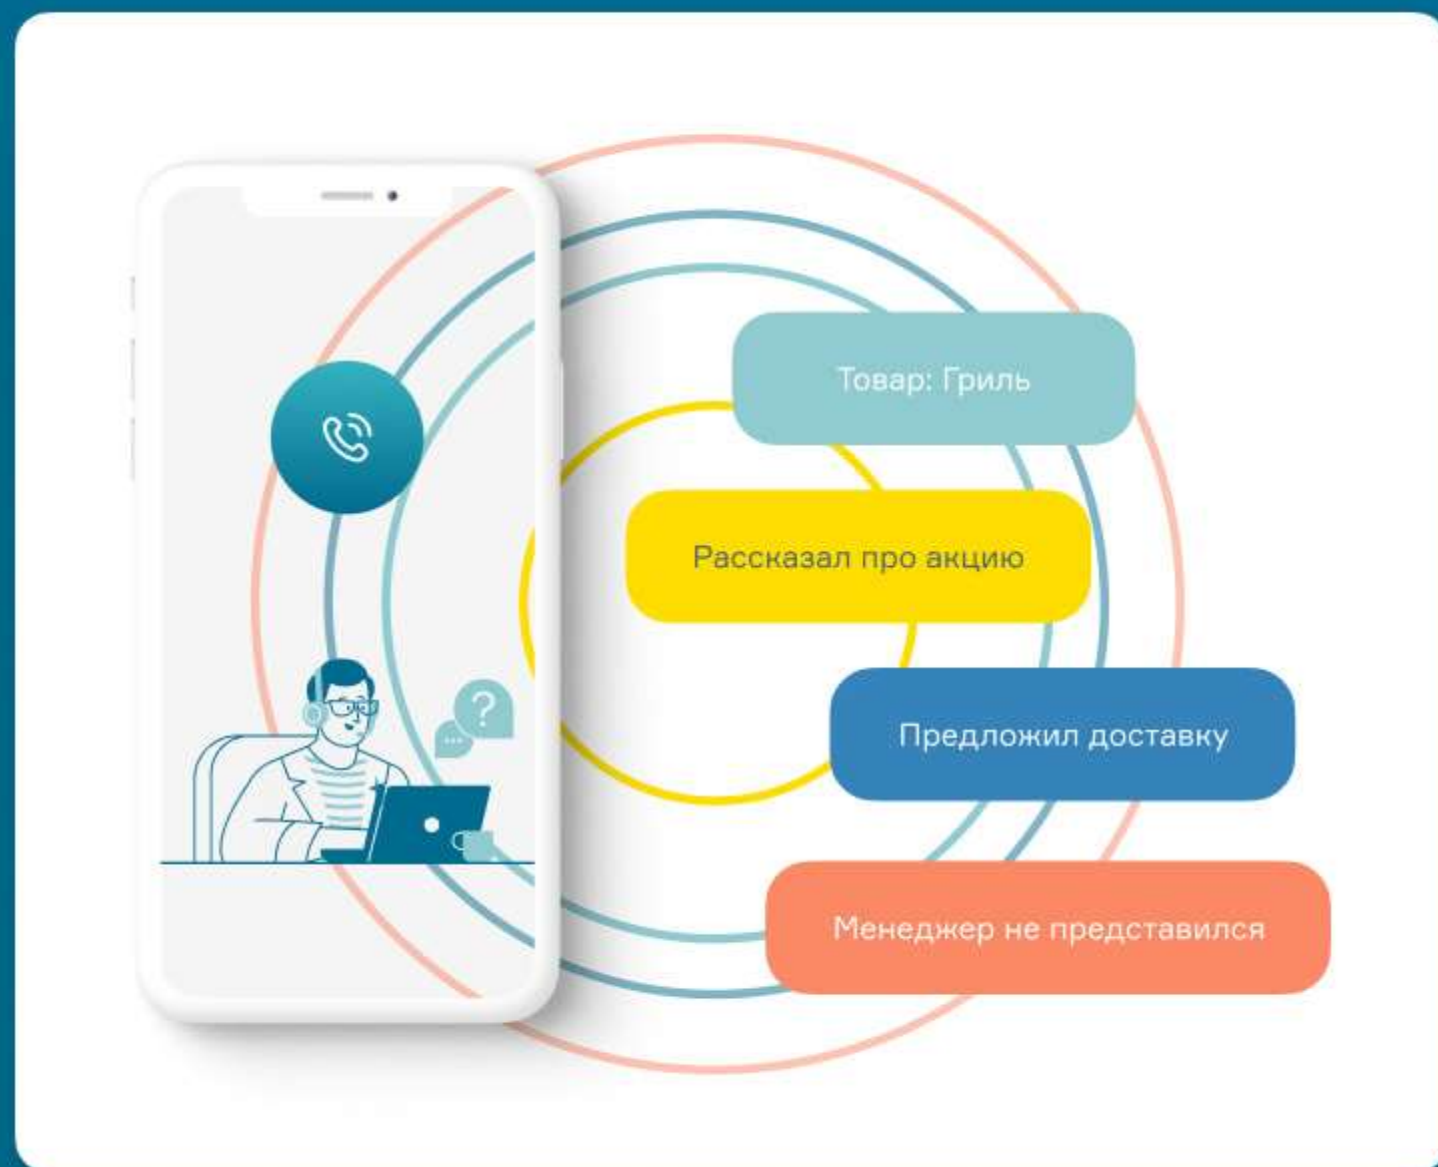 Товар: Гриль
Рассказал про акцию
?
Предложил доставку
Менеджер не представился